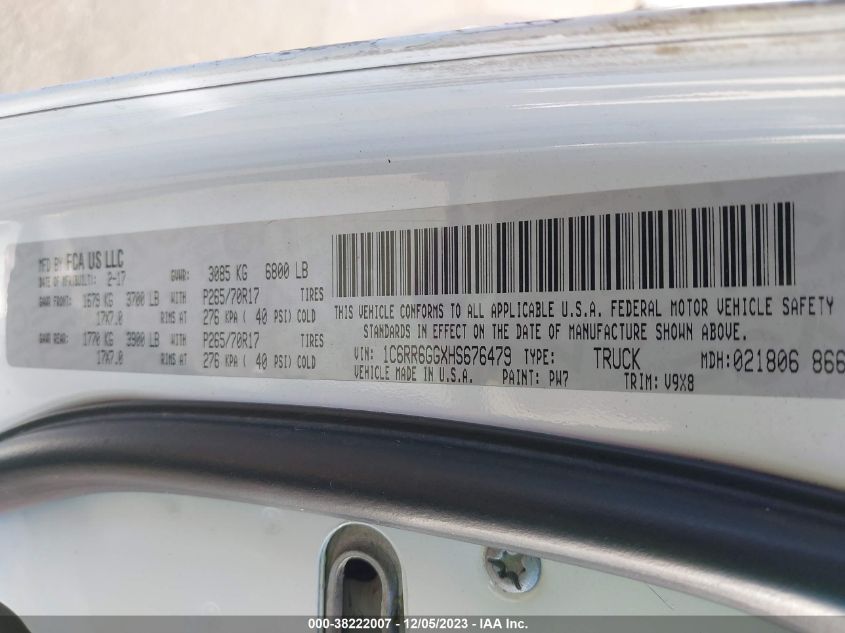 MFD BY FCA US LLC
DATE OF MFR(BUILT): 2-17
GVWR: 3085 KG 6800 LB
GAWR FRONT: 1679 KG 3700 LB WITH P265/70R17 TIRES
17X7.0 RIMS AT 276 KPA ( 40 PSI) COLD
GAWR REAR: 1770 KG 3900 LB WITH P265/70R17 TIRES
17X7.0 RIMS AT 276 KPA ( 40 PSI) COLD
THIS VEHICLE CONFORMS TO ALL APPLICABLE U.S.A. FEDERAL MOTOR VEHICLE SAFETY
STANDARDS IN EFFECT ON THE DATE OF MANUFACTURE SHOWN ABOVE.
VIN: 1C6RR6GGXHS676479 TYPE: TRUCK MDH:021806 866
VEHICLE MADE IN U.S.A. PAINT: PW7 TRIM: V9X8
000-38222007 - 12/05/2023 - IAA Inc.